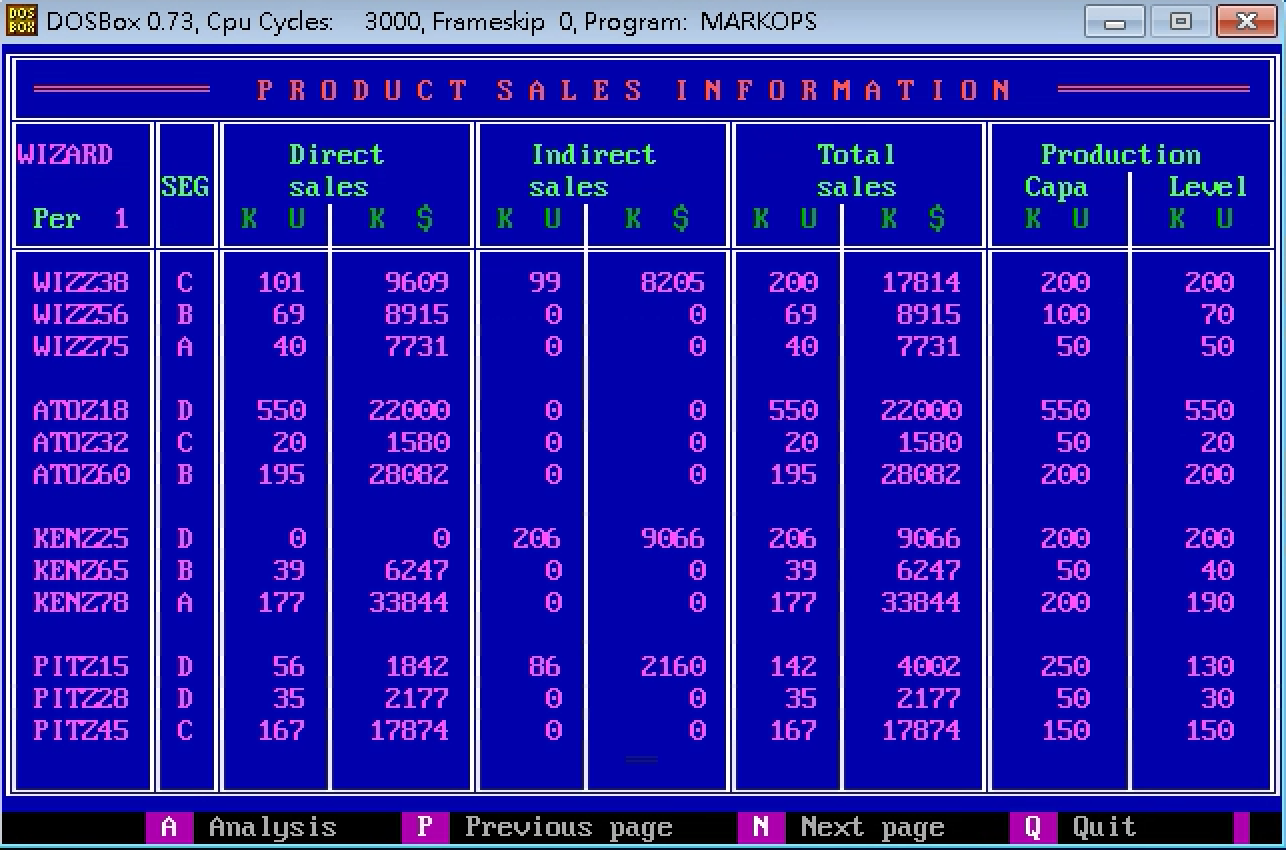 DOS BOX DOSBox 0.73, Cpu Cycles: 3000, Frameskip 0, Program: MARKOPS
PRODUCT SALES INFORMATION
WIZARD Direct Indirect Total Production
SEG sales sales sales Capa Level
Per 1 K U K $ K U K $ K U K $ K U K U
WIZZ38 C 101 9609 99 8205 200 17814 200 200
WIZZ56 B 69 8915 0 0 69 8915 100 70
WIZZ75 A 40 7731 0 0 40 7731 50 50
ATOZ18 D 550 22000 0 0 550 22000 550 550
ATOZ32 C 20 1580 0 0 20 1580 50 20
ATOZ60 B 195 28082 0 0 195 28082 200 200
KENZ25 D 0 0 206 9066 206 9066 200 200
KENZ65 B 39 6247 0 0 39 6247 50 40
KENZ78 A 177 33844 0 0 177 33844 200 190
PITZ15 D 56 1842 86 2160 142 4002 250 130
PITZ28 D 35 2177 0 0 35 2177 50 30
PITZ45 C 167 17874 0 0 167 17874 150 150
A Analysis P Previous page N Next page Q Quit